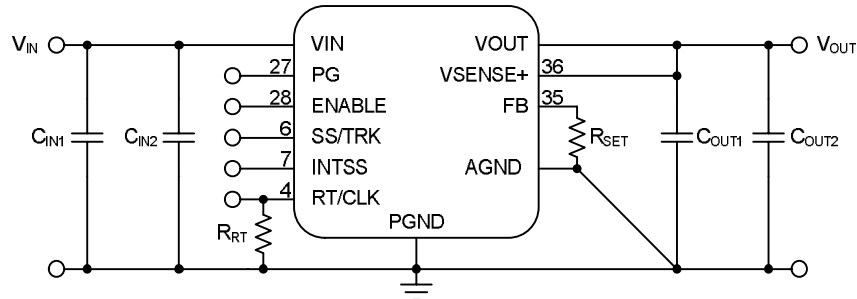 VIN VIN VOUT VOUT
27 PG VSENSE+ 36
28 ENABLE FB 35
CIN1 CIN2 6 SS/TRK RSET COUT1 COUT2
7 INTSS AGND
4 RT/CLK
RRT PGND